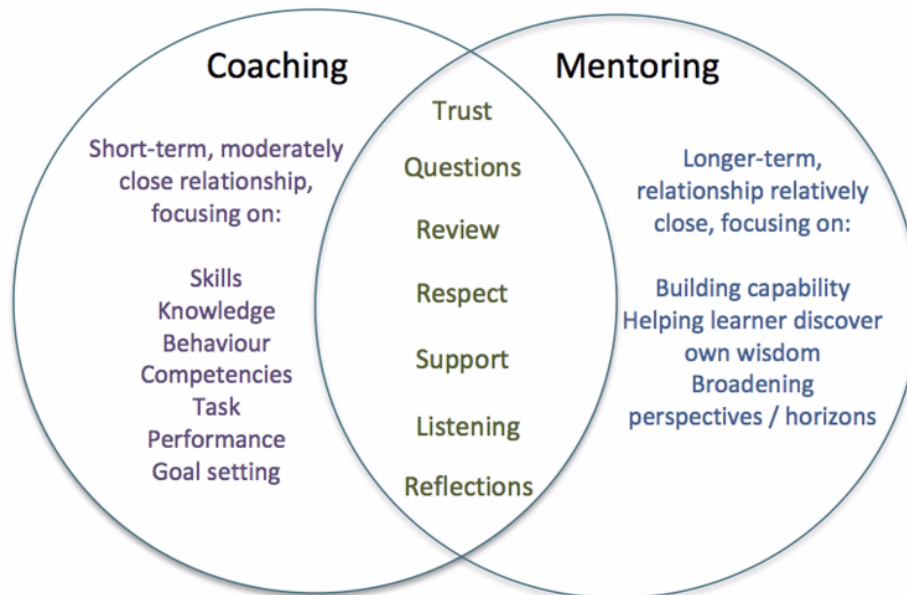 Coaching
Short-term, moderately
close relationship,
focusing on:
Skills
Knowledge
Behaviour
Competencies
Task
Performance
Goal setting
Trust
Questions
Review
Respect
Support
Listening
Reflections
Mentoring
Longer-term,
relationship relatively
close, focusing on:
Building capability
Helping learner discover
own wisdom
Broadening
perspectives / horizons